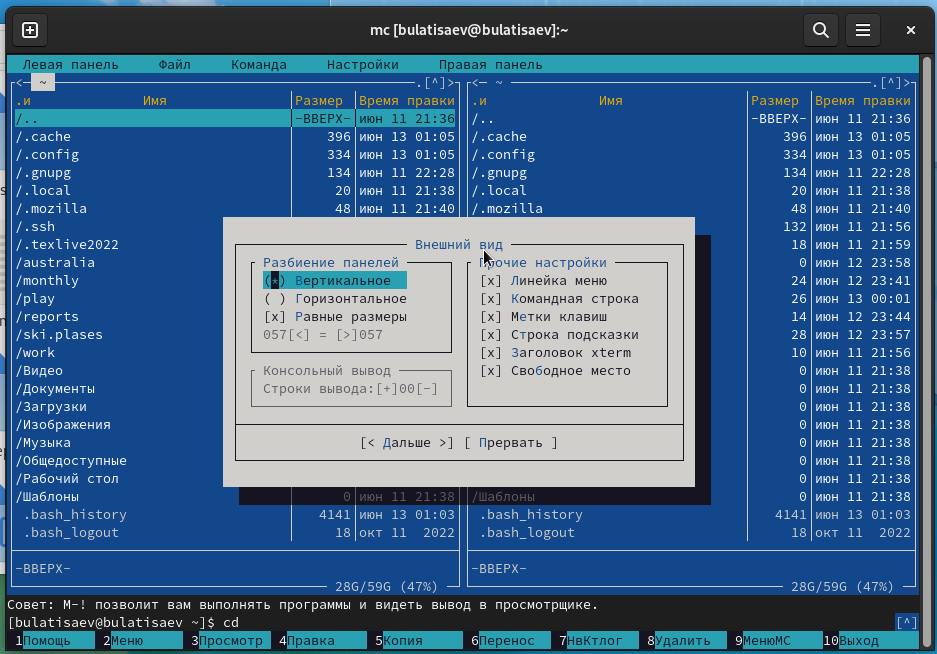 mc [bulatisaev@bulatisaev]:~
Левая панель Файл Команда Настройки Правая панель
<─ ~ .[^]> <─ ~ .[^]>
.и Имя Размер Время правки .и Имя Размер Время правки
/.. -ВВЕРХ- июн 11 21:36 /.. -ВВЕРХ- июн 11 21:36
/.cache 396 июн 13 01:05 /.cache 396 июн 13 01:05
/.config 334 июн 13 01:05 /.config 334 июн 13 01:05
/.gnupg 134 июн 11 22:28 /.gnupg 134 июн 11 22:28
/.local 20 июн 11 21:38 /.local 20 июн 11 21:38
/.mozilla 48 июн 11 21:40 /.mozilla 48 июн 11 21:40
/.ssh 132 июн 11 21:56
/.texlive2022 Внешний вид 18 июн 11 21:59
/australia Разбиение панелей Прочие настройки 0 июн 12 23:58
/monthly (*) Вертикальное [x] Линейка меню 24 июн 12 23:41
/play ( ) Горизонтальное [x] Командная строка 26 июн 13 00:01
/reports [x] Равные размеры [x] Метки клавиш 14 июн 12 23:44
/ski.plases 057[<] = [>]057 [x] Строка подсказки 28 июн 12 23:57
/work [x] Заголовок xterm 10 июн 11 21:56
/Видео Консольный вывод [x] Свободное место 0 июн 11 21:38
/Документы Строки вывода:[+]00[-] 0 июн 11 21:38
/Загрузки 0 июн 11 21:38
/Изображения 0 июн 11 21:38
/Музыка [< Дальше >] [ Прервать ] 0 июн 11 21:38
/Общедоступные 0 июн 11 21:38
/Рабочий стол 0 июн 11 21:38
/Шаблоны 0 июн 11 21:38 /Шаблоны 0 июн 11 21:38
.bash_history 4141 июн 13 01:03 .bash_history 4141 июн 13 01:03
.bash_logout 18 окт 11 2022 .bash_logout 18 окт 11 2022
-ВВЕРХ- -ВВЕРХ-
28G/59G (47%) 28G/59G (47%)
Совет: M-! позволит вам выполнять программы и видеть вывод в просмотрщике.
[bulatisaev@bulatisaev ~]$ cd [^]
1Помощь 2Меню 3Просмотр 4Правка 5Копия 6Перенос 7НвКтлог 8Удалить 9МенюMC 10Выход